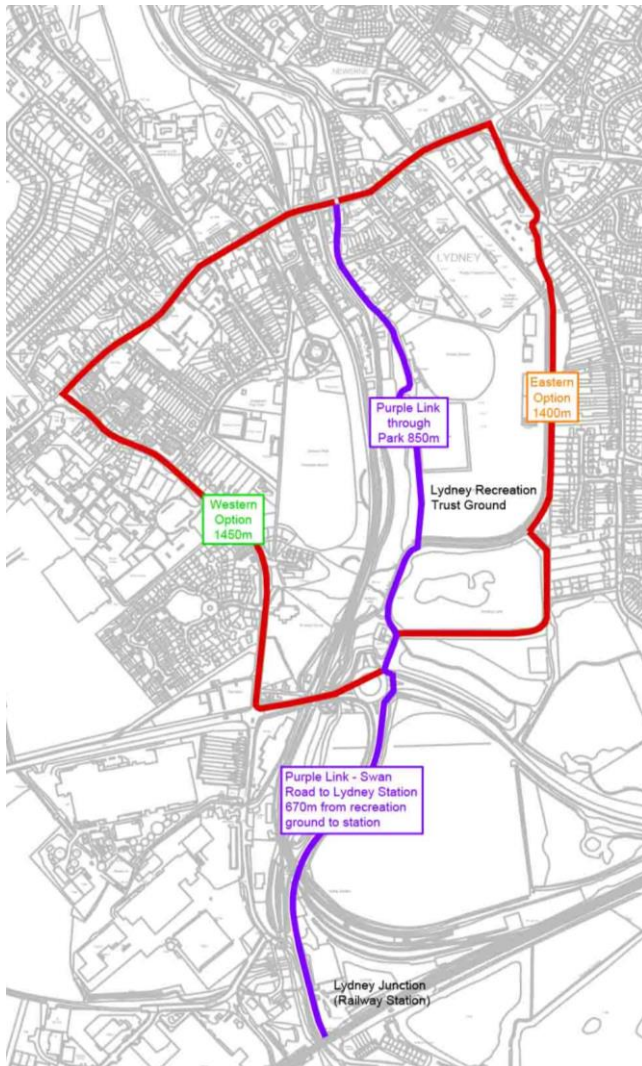 NEWERNE
LYDNEY
Purple Link
through
Park 850m
Eastern
Option
1400m
Lydney Recreation
Trust Ground
Western
Option
1450m
Purple Link - Swan
Road to Lydney Station
670m from recreation
ground to station
Lydney Junction
(Railway Station)